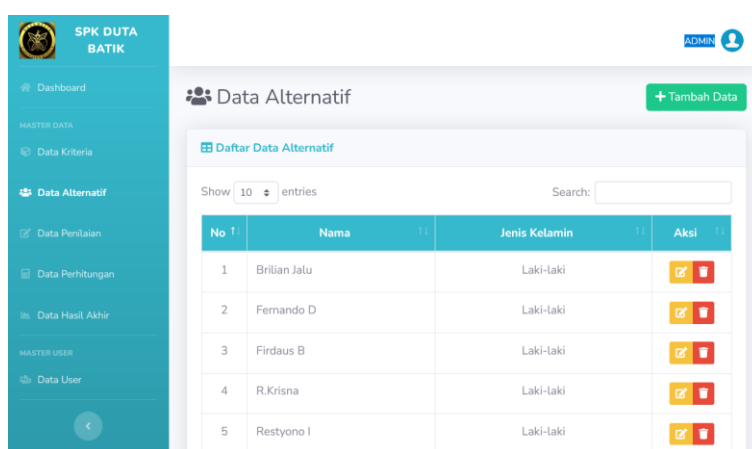 SPK DUTA
BATIK
ADMIN
Dashboard
MASTER DATA
Data Kriteria
Data Alternatif
Data Penilaian
Data Perhitungan
Data Hasil Akhir
MASTER USER
Data User
Data Alternatif
+ Tambah Data
Daftar Data Alternatif
Show 10 entries
Search:
No Nama Jenis Kelamin Aksi
1 Brilian Jalu Laki-laki
2 Fernando D Laki-laki
3 Firdaus B Laki-laki
4 R.Krisna Laki-laki
5 Restyono I Laki-laki